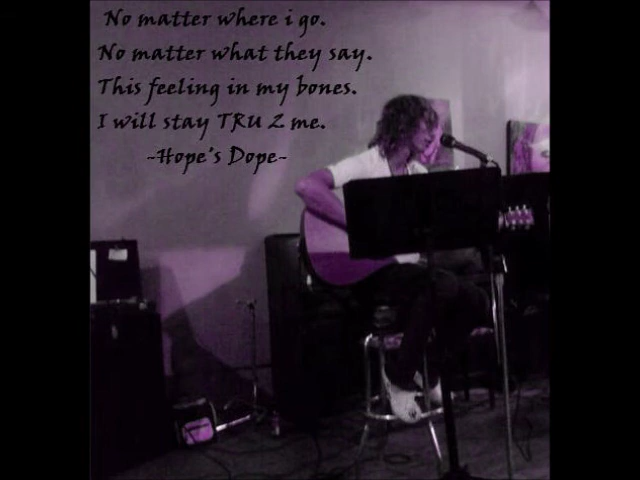 No matter where i go.
No matter what they say.
This feeling in my bones.
I will stay TRU 2 me.
~Hope's Dope~